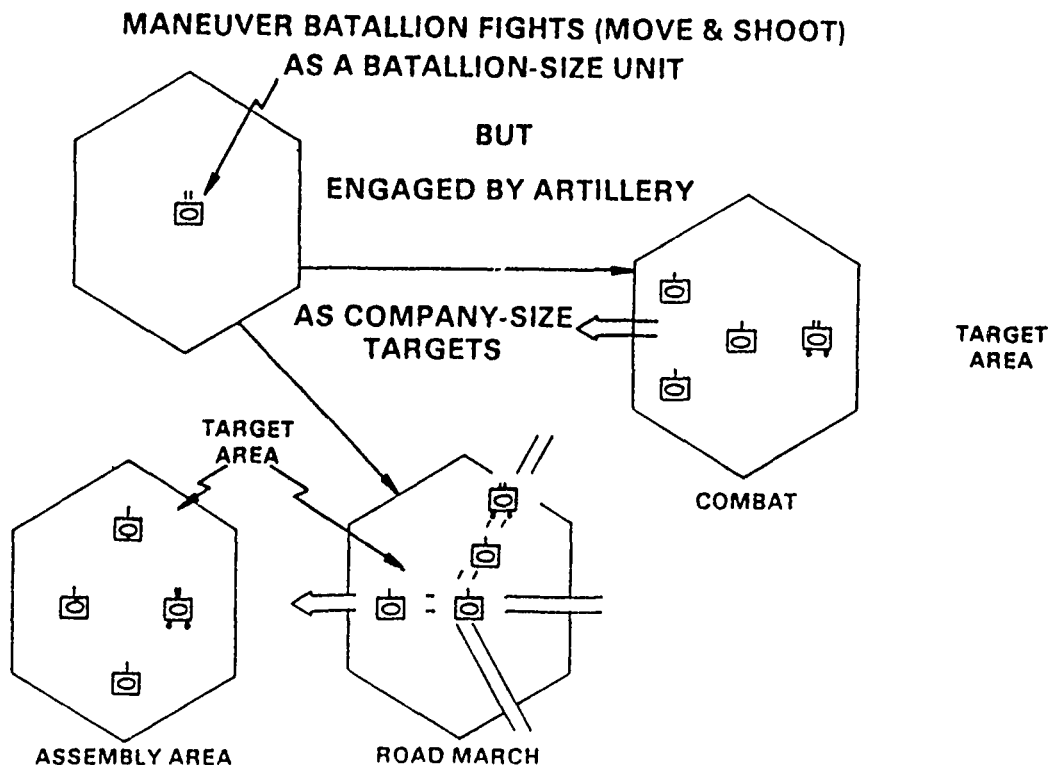 MANEUVER BATALLION FIGHTS (MOVE & SHOOT)
AS A BATALLION-SIZE UNIT
BUT
ENGAGED BY ARTILLERY
AS COMPANY-SIZE
TARGETS
TARGET
AREA
COMBAT
TARGET
AREA
ASSEMBLY AREA
ROAD MARCH